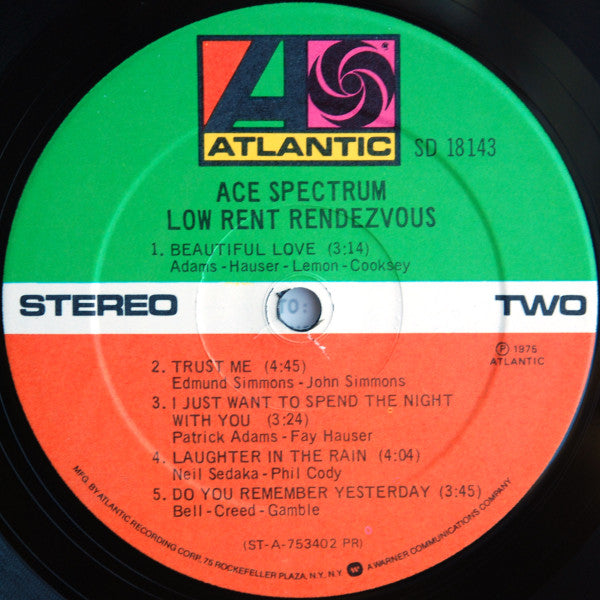 ATLANTIC
SD 18143
ACE SPECTRUM
LOW RENT RENDEZVOUS
1. BEAUTIFUL LOVE (3:14)
Adams - Hauser - Lemon - Cooksey
STEREO
TO:
TWO
2. TRUST ME (4:45)
Edmund Simmons - John Simmons
℗ 1975
ATLANTIC
3. I JUST WANT TO SPEND THE NIGHT
WITH YOU (3:24)
Patrick Adams - Fay Hauser
4. LAUGHTER IN THE RAIN (4:04)
Neil Sedaka - Phil Cody
5. DO YOU REMEMBER YESTERDAY (3:45)
Bell - Creed - Gamble
(ST-A-753402 PR)
MFG. BY ATLANTIC RECORDING CORP., 75 ROCKEFELLER PLAZA, N.Y., N.Y. A WARNER COMMUNICATIONS COMPANY